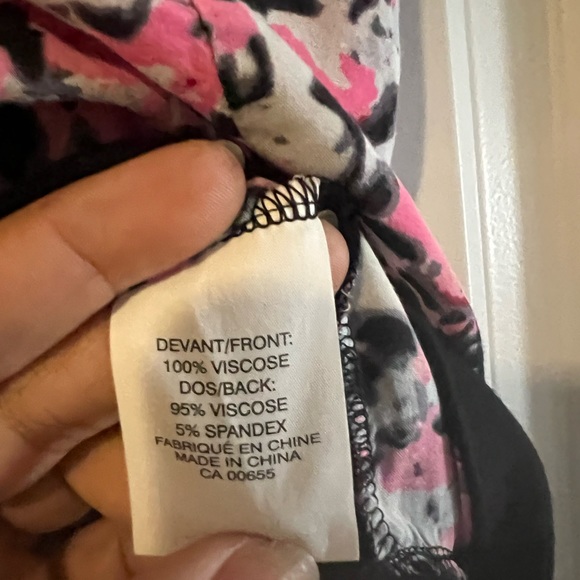 DEVANT/FRONT:
100% VISCOSE
DOS/BACK:
95% VISCOSE
5% SPANDEX
FABRIQUÉ EN CHINE
MADE IN CHINA
CA 00655